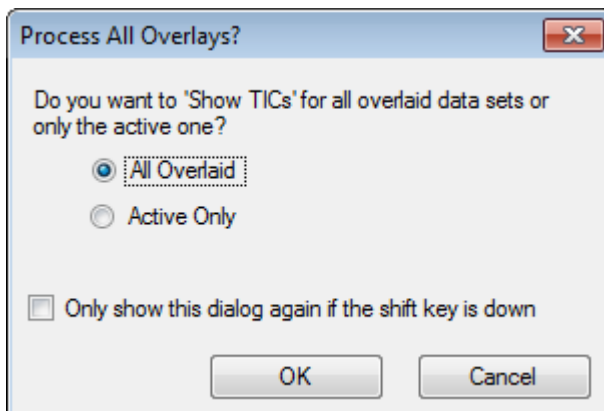 Process All Overlays?
Do you want to 'Show TICs' for all overlaid data sets or
only the active one?
All Overlaid
Active Only
Only show this dialog again if the shift key is down
OK
Cancel